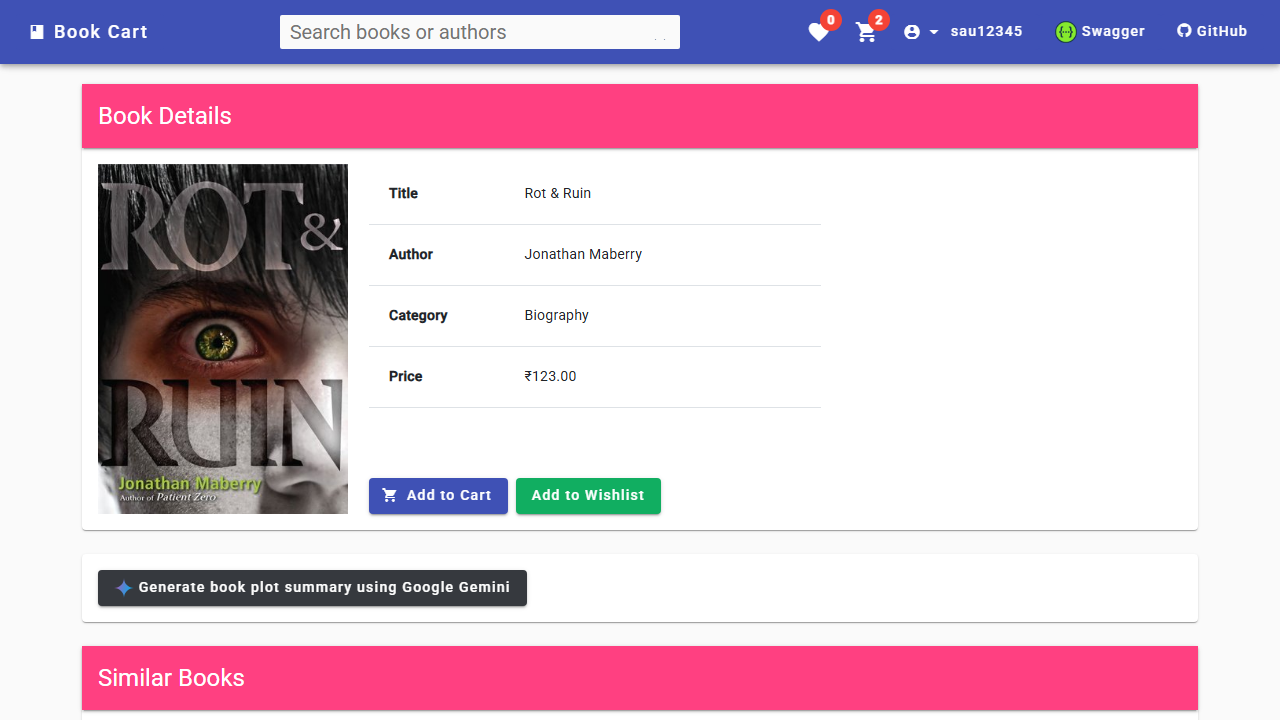 Book Cart
Search books or authors
0
2
sau12345
Swagger
GitHub
Book Details
ROT &
RUIN
Jonathan Maberry
Author of Patient Zero
Title Rot & Ruin
Author Jonathan Maberry
Category Biography
Price ₹123.00
Add to Cart
Add to Wishlist
Generate book plot summary using Google Gemini
Similar Books